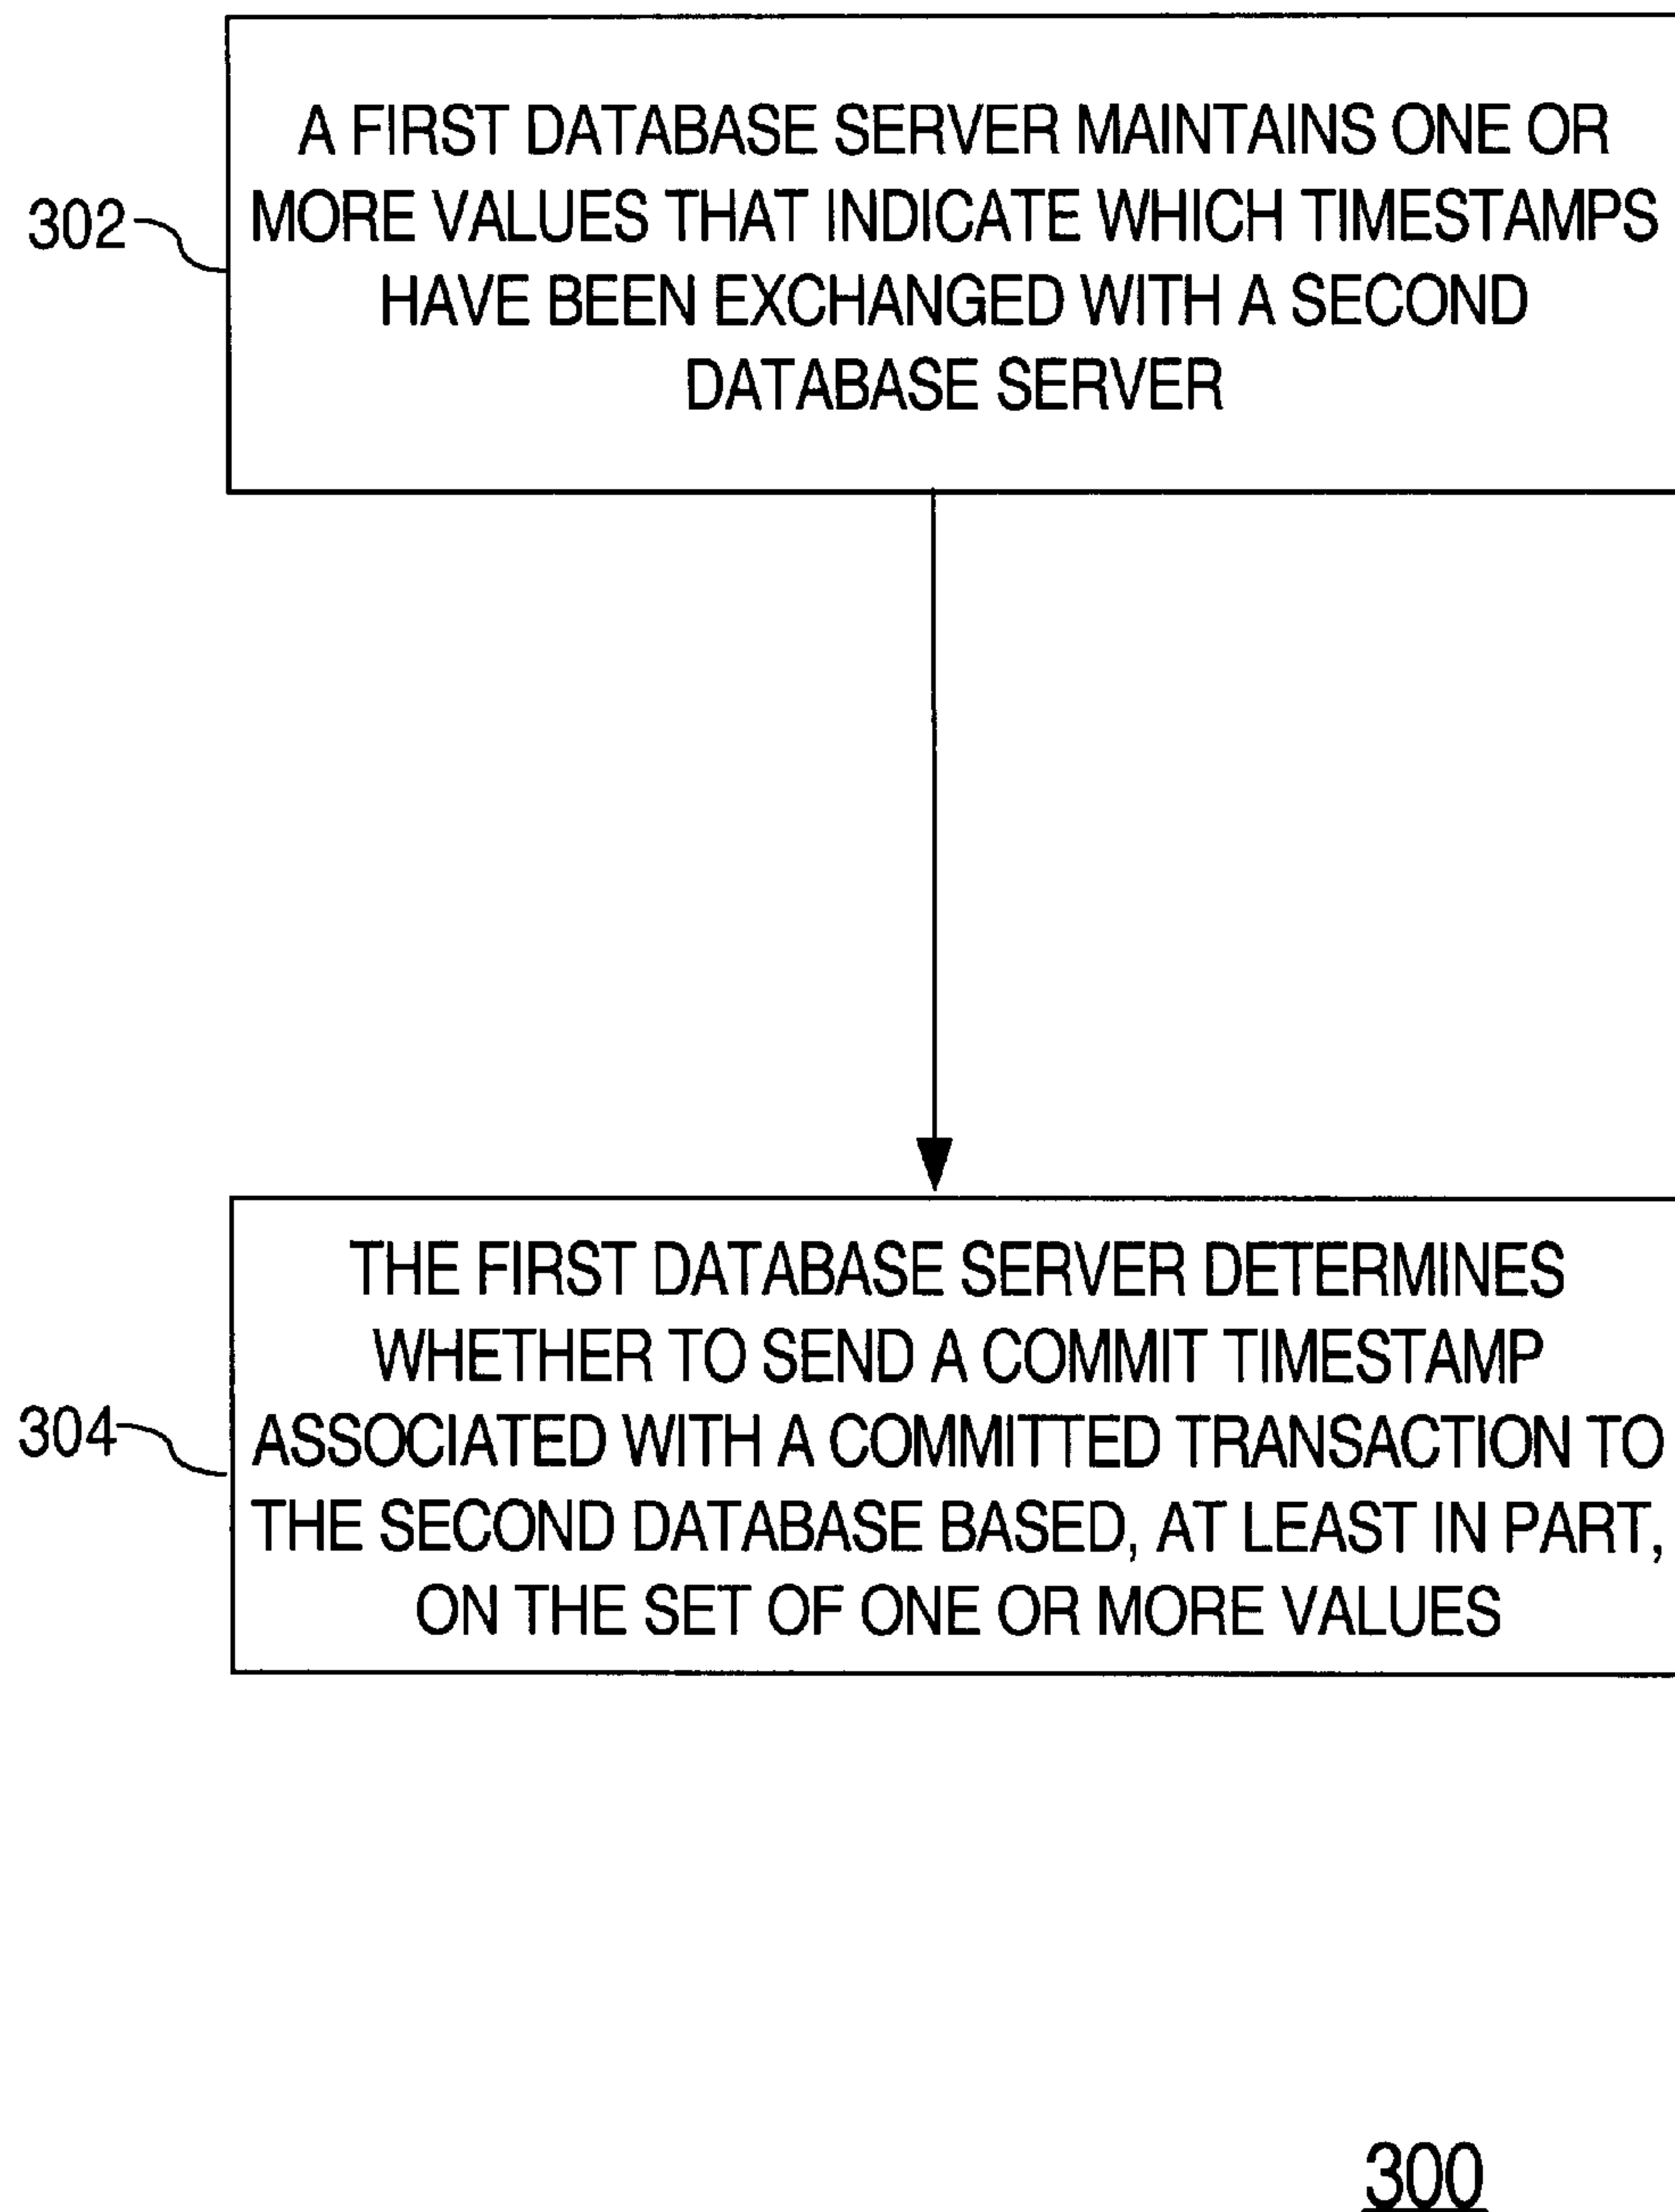 A FIRST DATABASE SERVER MAINTAINS ONE OR
302
MORE VALUES THAT INDICATE WHICH TIMESTAMPS
HAVE BEEN EXCHANGED WITH A SECOND
DATABASE SERVER
THE FIRST DATABASE SERVER DETERMINES
WHETHER TO SEND A COMMIT TIMESTAMP
304
ASSOCIATED WITH A COMMITTED TRANSACTION TO
THE SECOND DATABASE BASED, AT LEAST IN PART,
ON THE SET OF ONE OR MORE VALUES
300